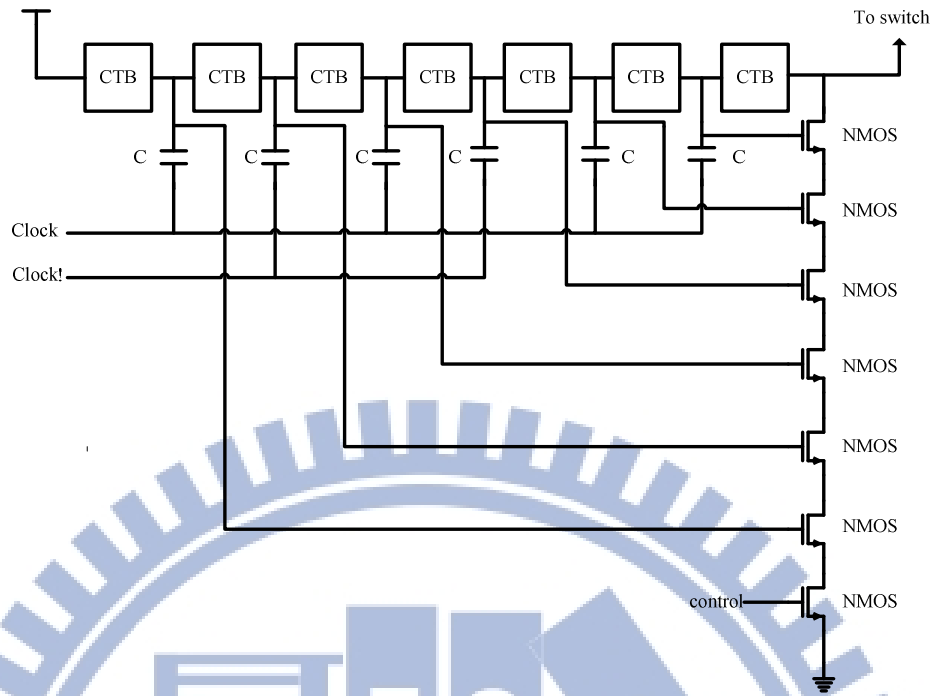 To switch
CTB CTB CTB CTB CTB CTB CTB
NMOS
C C C C C C
NMOS
Clock
Clock!
NMOS
NMOS
NMOS
NMOS
control NMOS